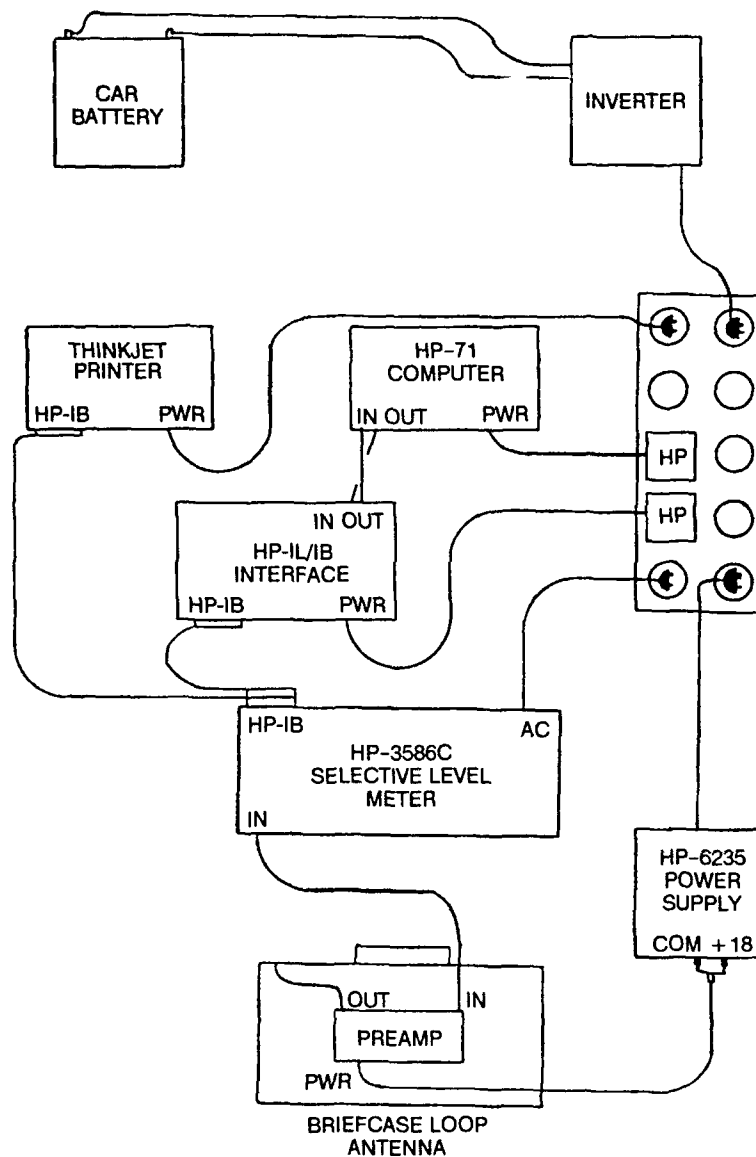 CAR
BATTERY
INVERTER
THINKJET
PRINTER
HP-IB PWR
HP-71
COMPUTER
IN OUT PWR
HP
HP
IN OUT
HP-IL/IB
INTERFACE
HP-IB PWR
HP-IB AC
HP-3586C
SELECTIVE LEVEL
METER
IN
HP-6235
POWER
SUPPLY
COM +18
OUT IN
PREAMP
PWR
BRIEFCASE LOOP
ANTENNA